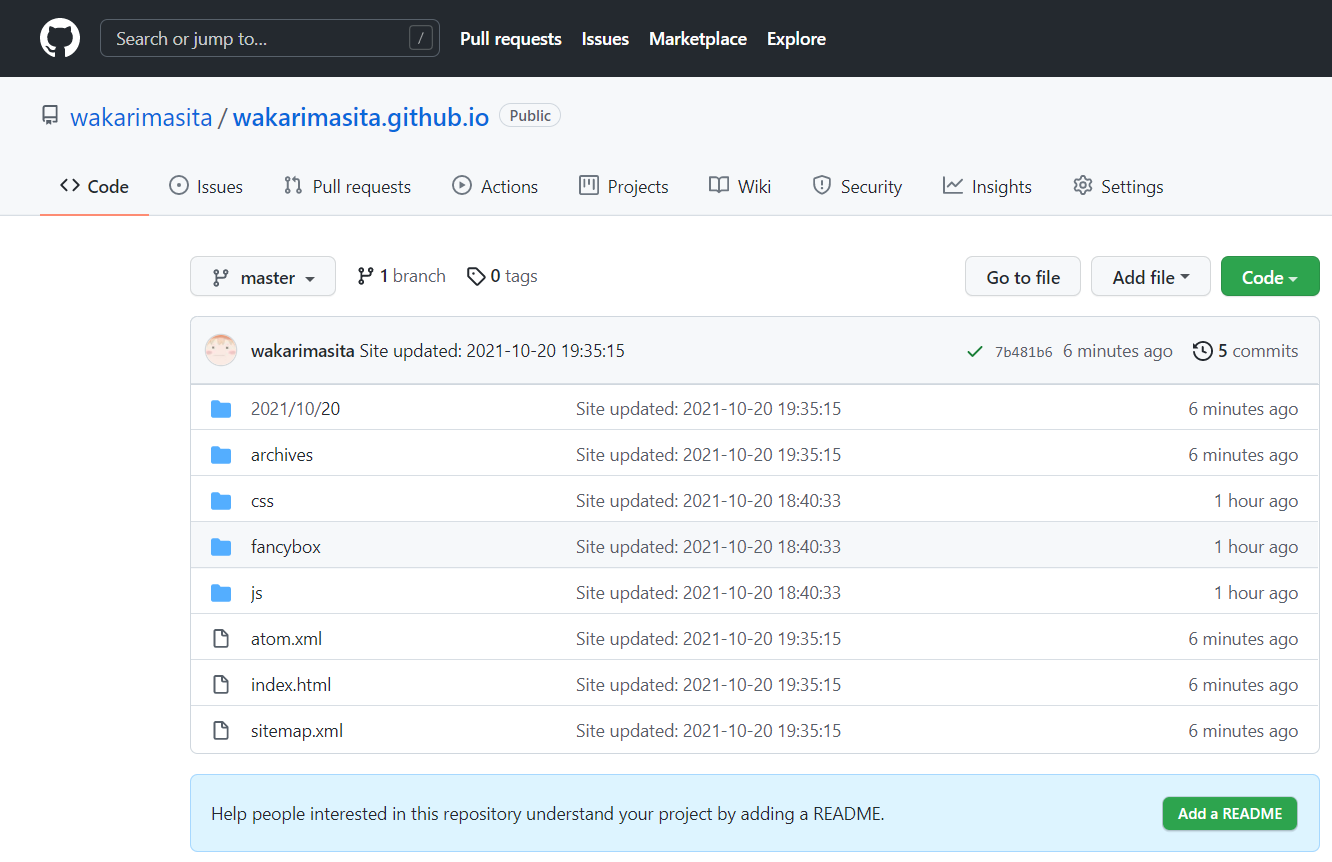 Search or jump to... / Pull requests Issues Marketplace Explore
wakarimasita / wakarimasita.github.io Public
Code Issues Pull requests Actions Projects Wiki Security Insights Settings
master 1 branch 0 tags Go to file Add file Code
wakarimasita Site updated: 2021-10-20 19:35:15 7b481b6 6 minutes ago 5 commits
2021/10/20 Site updated: 2021-10-20 19:35:15 6 minutes ago
archives Site updated: 2021-10-20 19:35:15 6 minutes ago
css Site updated: 2021-10-20 18:40:33 1 hour ago
fancybox Site updated: 2021-10-20 18:40:33 1 hour ago
js Site updated: 2021-10-20 18:40:33 1 hour ago
atom.xml Site updated: 2021-10-20 19:35:15 6 minutes ago
index.html Site updated: 2021-10-20 19:35:15 6 minutes ago
sitemap.xml Site updated: 2021-10-20 19:35:15 6 minutes ago
Help people interested in this repository understand your project by adding a README. Add a README